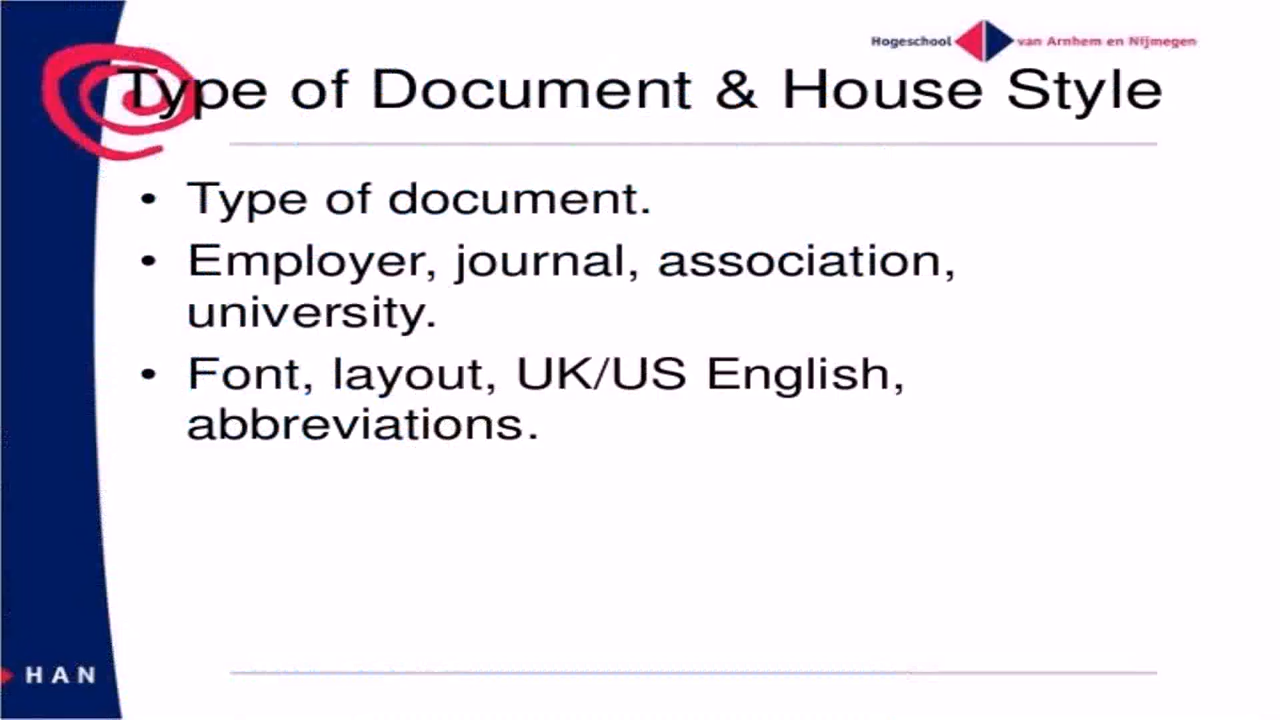 Hogeschool van Arnhem en Nijmegen
Type of Document & House Style
• Type of document.
• Employer, journal, association,
university.
• Font, layout, UK/US English,
abbreviations.
HAN